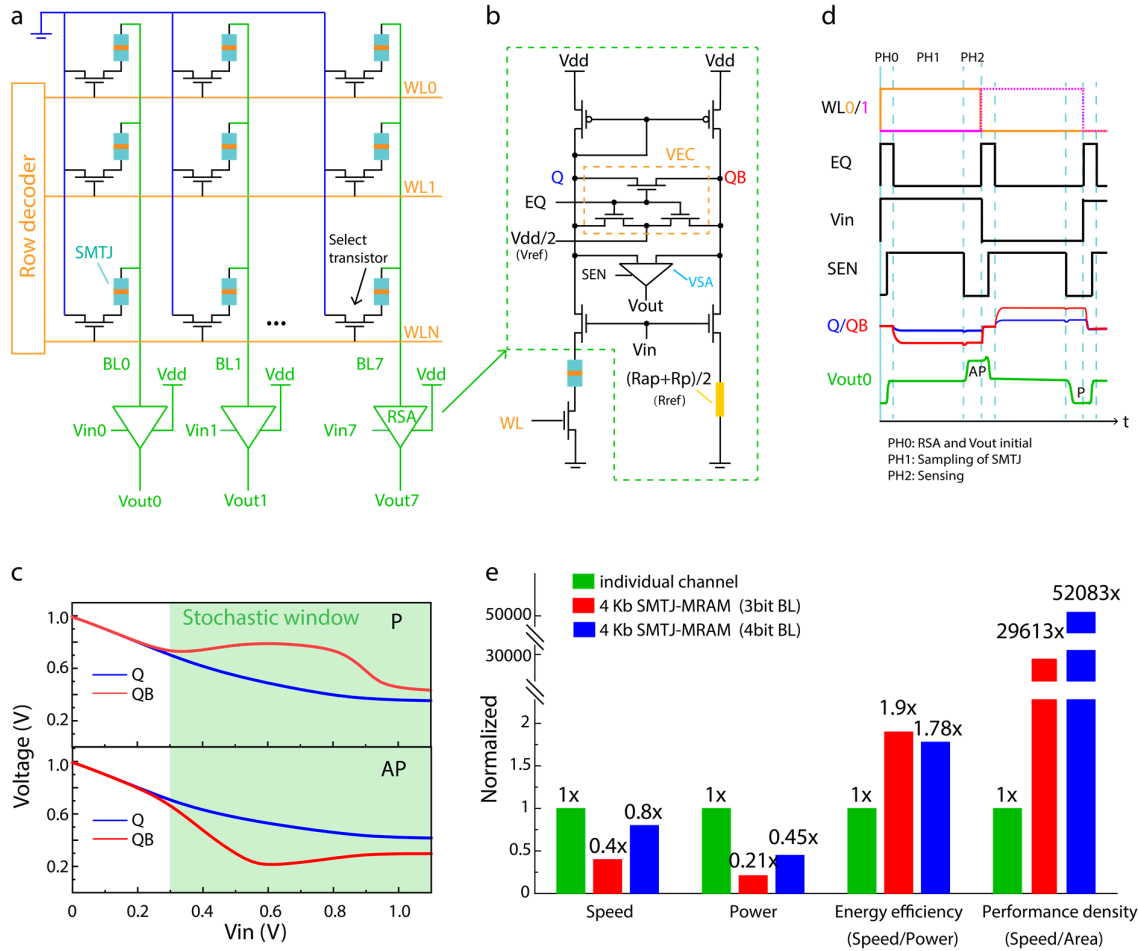 a
Row decoder
WL0
WL1
SMTJ
Select
transistor
...
WLN
BL0
BL1
BL7
Vdd
Vdd
Vdd
Vin0
Vin1
Vin7
RSA
Vout0
Vout1
Vout7
b
Vdd
Vdd
VEC
Q
QB
EQ
Vdd/2
(Vref)
SEN
VSA
Vout
Vin
(Rap+Rp)/2
(Rref)
WL
d
PH0 PH1 PH2
WL0/1
EQ
Vin
SEN
Q/QB
Vout0
AP
P
t
PH0: RSA and Vout initial
PH1: Sampling of SMTJ
PH2: Sensing
c
Stochastic window
P
Q
QB
1.0
0.6
0.2
AP
Q
QB
1.0
0.6
0.2
Voltage (V)
0 0.2 0.4 0.6 0.8 1.0
Vin (V)
e
individual channel
4 Kb SMTJ-MRAM (3bit BL)
4 Kb SMTJ-MRAM (4bit BL)
Normalized
50000
30000
2
1.5
1
0.5
0
1x
0.4x
0.8x
1x
0.21x
0.45x
1x
1.9x
1.78x
1x
29613x
52083x
Speed
Power
Energy efficiency
(Speed/Power)
Performance density
(Speed/Area)